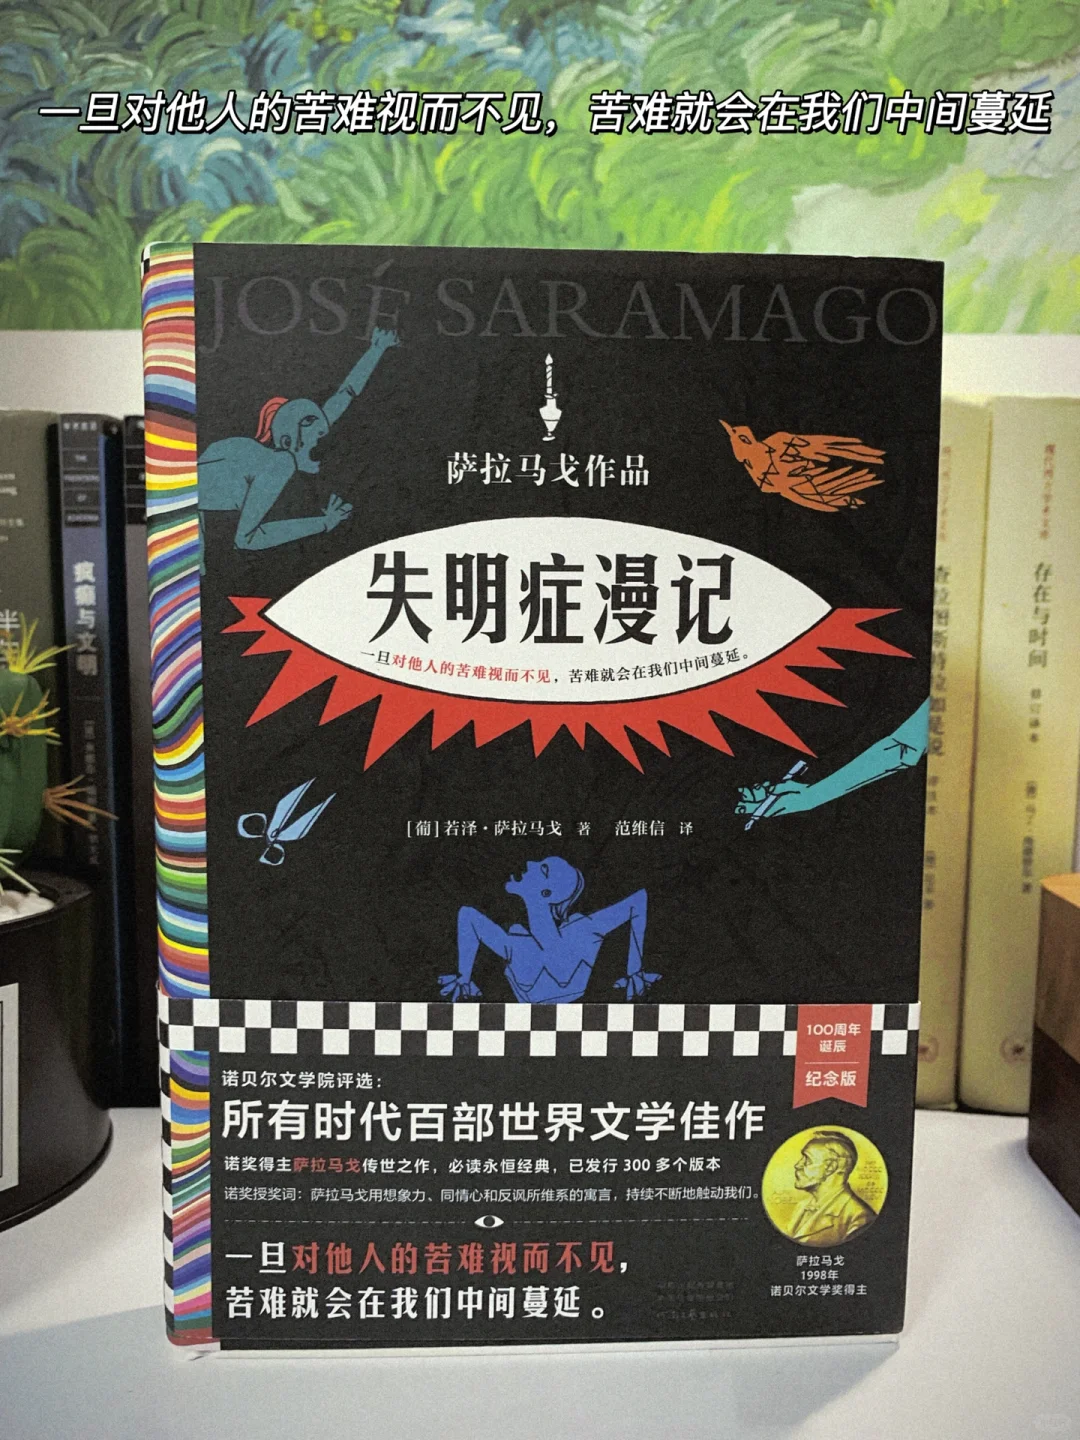 一旦对他人的苦难视而不见，苦难就会在我们中间蔓延
JOSÉ SARAMAGO
萨拉马戈作品
失明症漫记
一旦对他人的苦难视而不见，苦难就会在我们中间蔓延。
[葡]若泽·萨拉马戈 著 范维信 译
100周年
诞辰
纪念版
诺贝尔文学院评选：
所有时代百部世界文学佳作
诺奖得主萨拉马戈传世之作，必读永恒经典，已发行 300 多个版本
诺奖授奖词：萨拉马戈用想象力、同情心和反讽所维系的寓言，持续不断地触动我们。
一旦对他人的苦难视而不见，
苦难就会在我们中间蔓延。
萨拉马戈
1998年
诺贝尔文学奖得主
疯癫与文明
存在与时间
修订译本